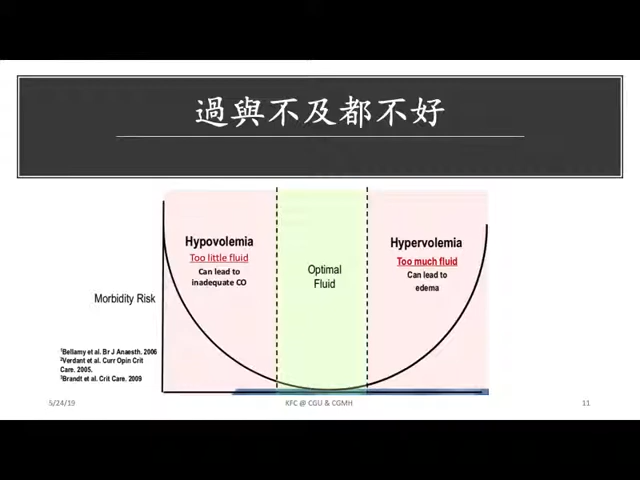 過與不及都不好
Hypovolemia
Too little fluid
Can lead to
inadequate CO
Optimal
Fluid
Hypervolemia
Too much fluid
Can lead to
edema
Morbidity Risk
1Bellamy et al. Br J Anaesth. 2006
2Verdant et al. Curr Opin Crit
Care. 2005.
3Brandt et al. Crit Care. 2009
5/24/19
KFC @ CGU & CGMH
11